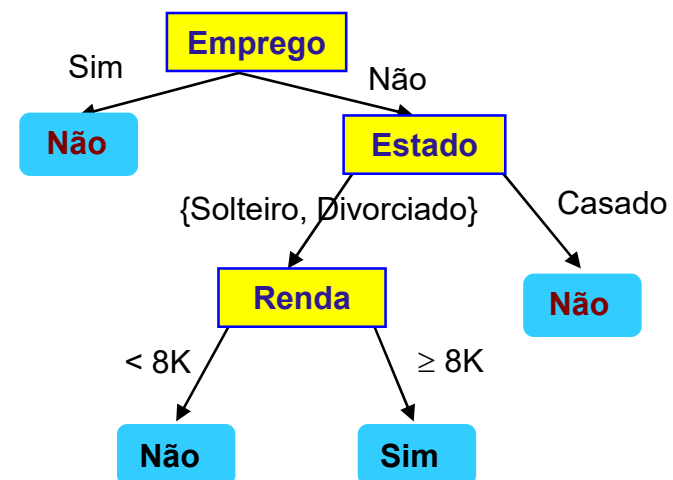 Emprego
Sim
Não
Não
Estado
{Solteiro, Divorciado}
Casado
Renda
Não
< 8K
≥ 8K
Não
Sim